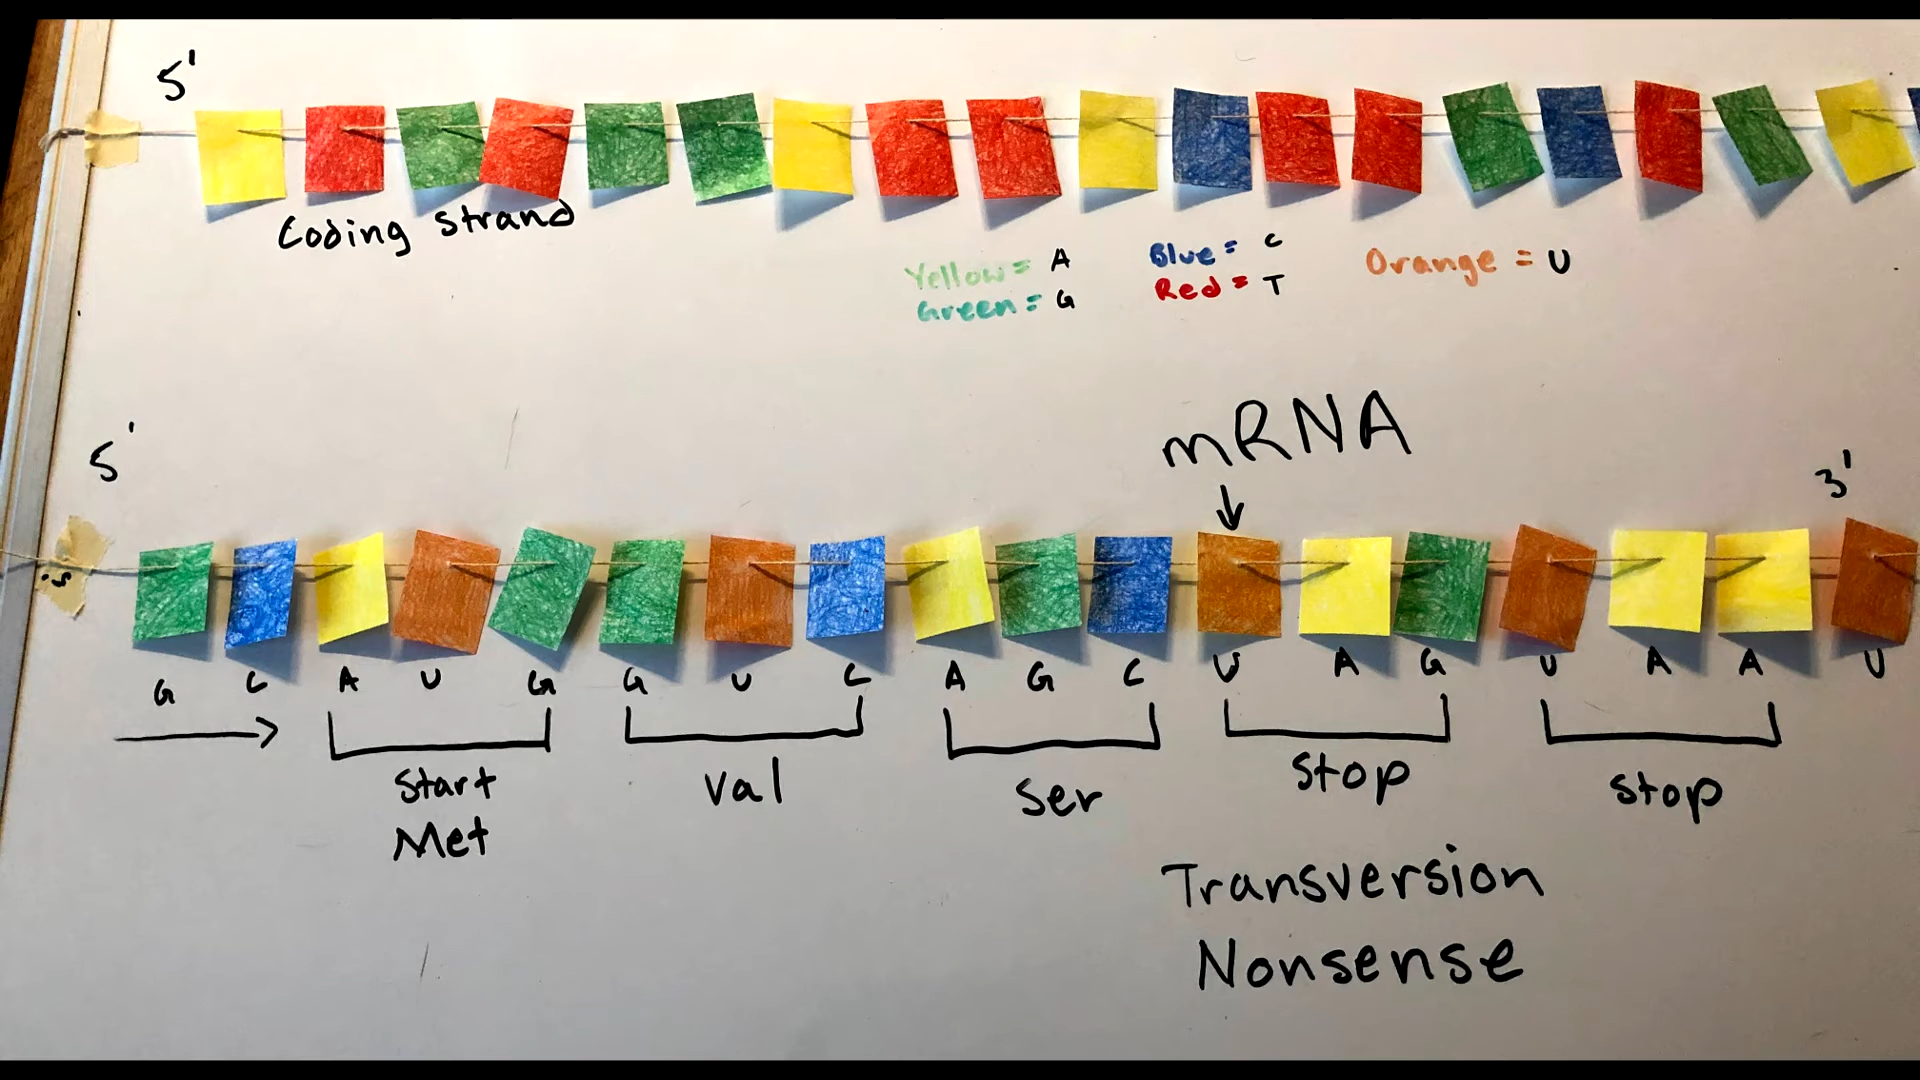 5'
Coding strand
Yellow = A
Green = G
Blue = C
Red = T
Orange = U
mRNA
5'
3'
G C A U G G U C A G C U A G U A A U
Start
Met
Val
Ser
Stop
Stop
Transversion
Nonsense